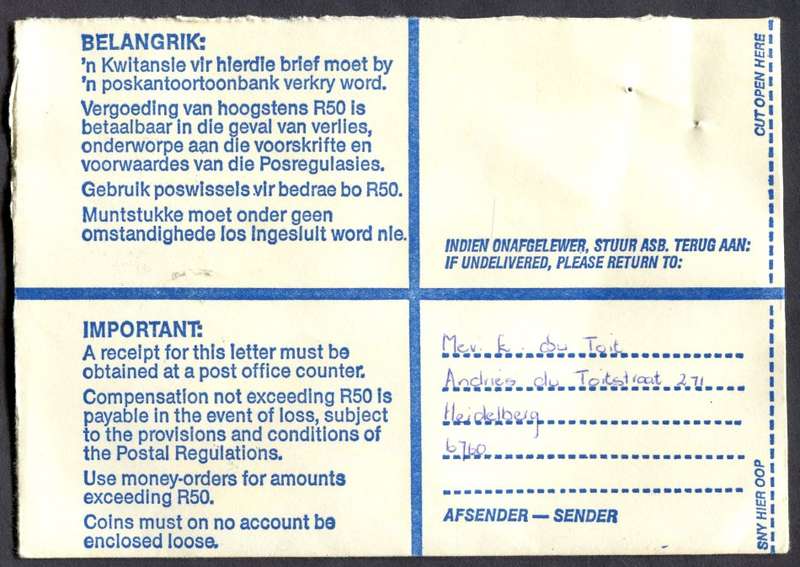 BELANGRIK:
'n Kwitansie vir hierdie brief moet by
'n poskantoortoonbank verkry word.
Vergoeding van hoogstens R50 is
betaalbaar in die geval van verlies,
onderworpe aan die voorskrifte en
voorwaardes van die Posregulasies.
Gebruik poswissels vir bedrae bo R50.
Muntstukke moet onder geen
omstandighede los ingesluit word nie.
INDIEN ONAFGELEWER, STUUR ASB. TERUG AAN:
IF UNDELIVERED, PLEASE RETURN TO:
CUT OPEN HERE
IMPORTANT:
A receipt for this letter must be
obtained at a post office counter.
Compensation not exceeding R50 is
payable in the event of loss, subject
to the provisions and conditions of
the Postal Regulations.
Use money-orders for amounts
exceeding R50.
Coins must on no account be
enclosed loose.
Mev. E. du Toit
Andries du Toitstraat 271
Heidelberg
6760
AFSENDER — SENDER
SNY HIER OOP